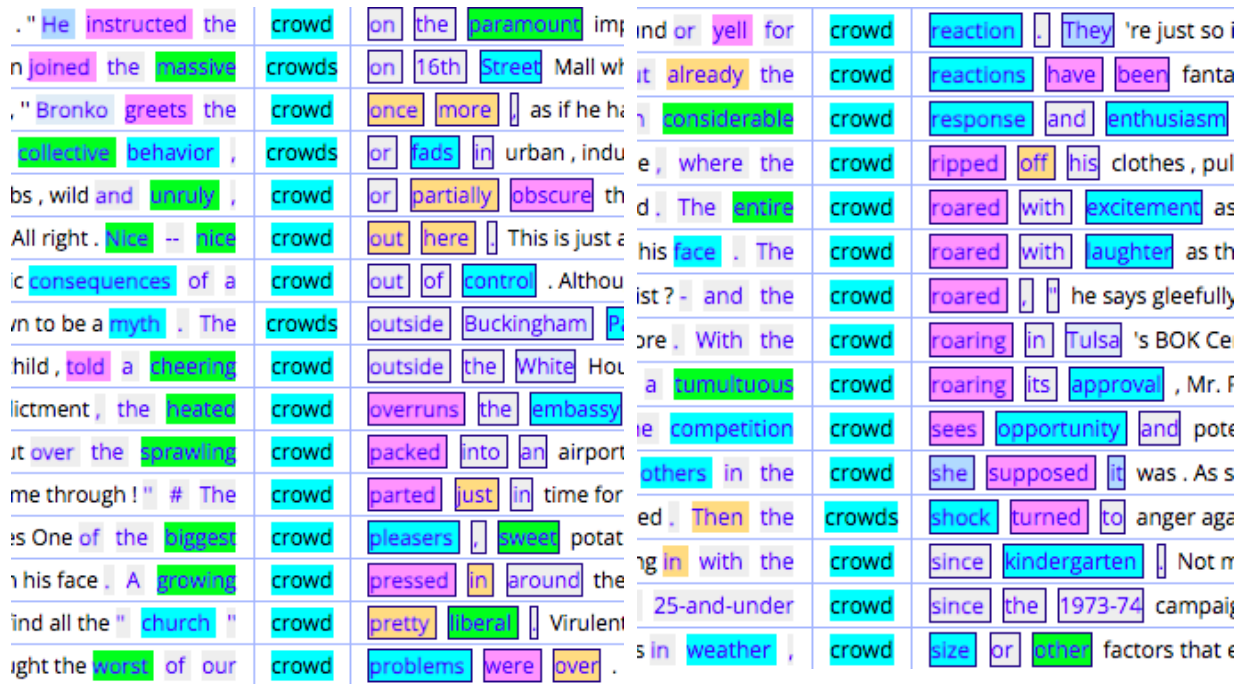 ." He instructed the crowd on the paramount imp
n joined the massive crowds on 16th Street Mall wh
," Bronko greets the crowd once more , as if he ha
collective behavior , crowds or fads in urban , indu
bs , wild and unruly , crowd or partially obscure th
All right . Nice -- nice crowd out here . This is just a
ic consequences of a crowd out of control . Althou
vn to be a myth . The crowds outside Buckingham Pa
child , told a cheering crowd outside the White Hou
lictment , the heated crowd overruns the embassy
ut over the sprawling crowd packed into an airport
me through ! " # The crowd parted just in time for
es One of the biggest crowd pleasers , sweet potat
n his face . A growing crowd pressed in around the
find all the " church " crowd pretty liberal . Virulent
ught the worst of our crowd problems were over .
und or yell for crowd reaction . They 're just so i
ut already the crowd reactions have been fanta
n considerable crowd response and enthusiasm
e , where the crowd ripped off his clothes , pul
d . The entire crowd roared with excitement as
his face . The crowd roared with laughter as th
ist ? - and the crowd roared , " he says gleefully
ore . With the crowd roaring in Tulsa 's BOK Ce
a tumultuous crowd roaring its approval , Mr. F
ne competition crowd sees opportunity and pote
others in the crowd she supposed it was . As s
ed . Then the crowds shock turned to anger aga
ng in with the crowd since kindergarten . Not m
25-and-under crowd since the 1973-74 campaig
s in weather , crowd size or other factors that e